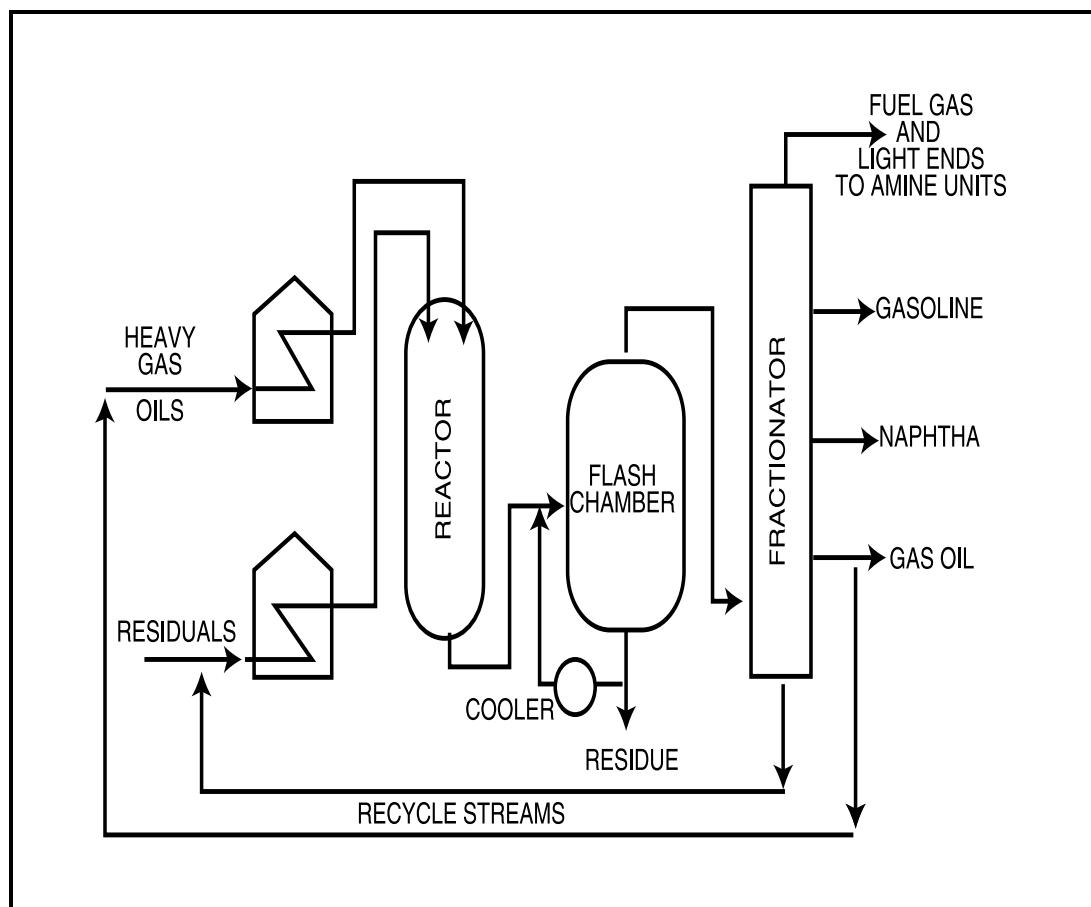 FUEL GAS
AND
LIGHT ENDS
TO AMINE UNITS
GASOLINE
HEAVY
GAS
OILS
REACTOR
FRACTIONATOR
NAPHTHA
FLASH
CHAMBER
GAS OIL
RESIDUALS
COOLER
RESIDUE
RECYCLE STREAMS